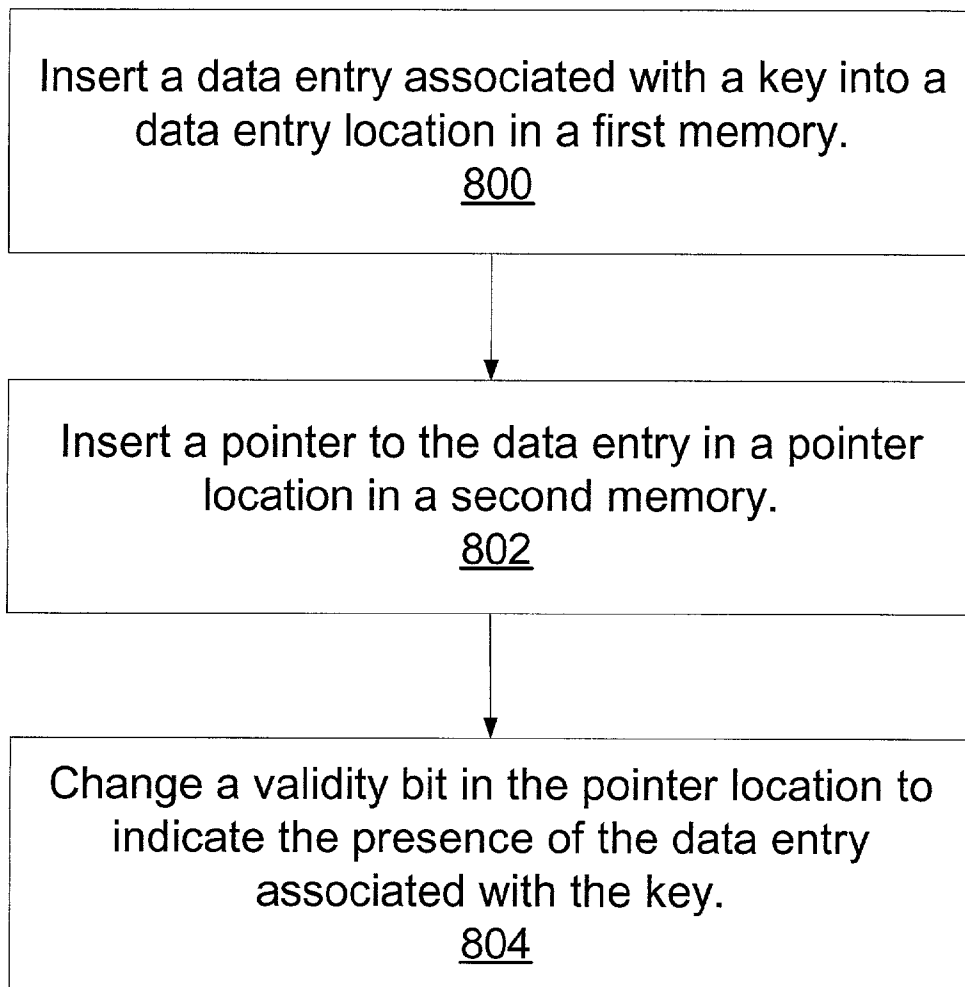 Insert a data entry associated with a key into a
data entry location in a first memory.
800
Insert a pointer to the data entry in a pointer
location in a second memory.
802
Change a validity bit in the pointer location to
indicate the presence of the data entry
associated with the key.
804